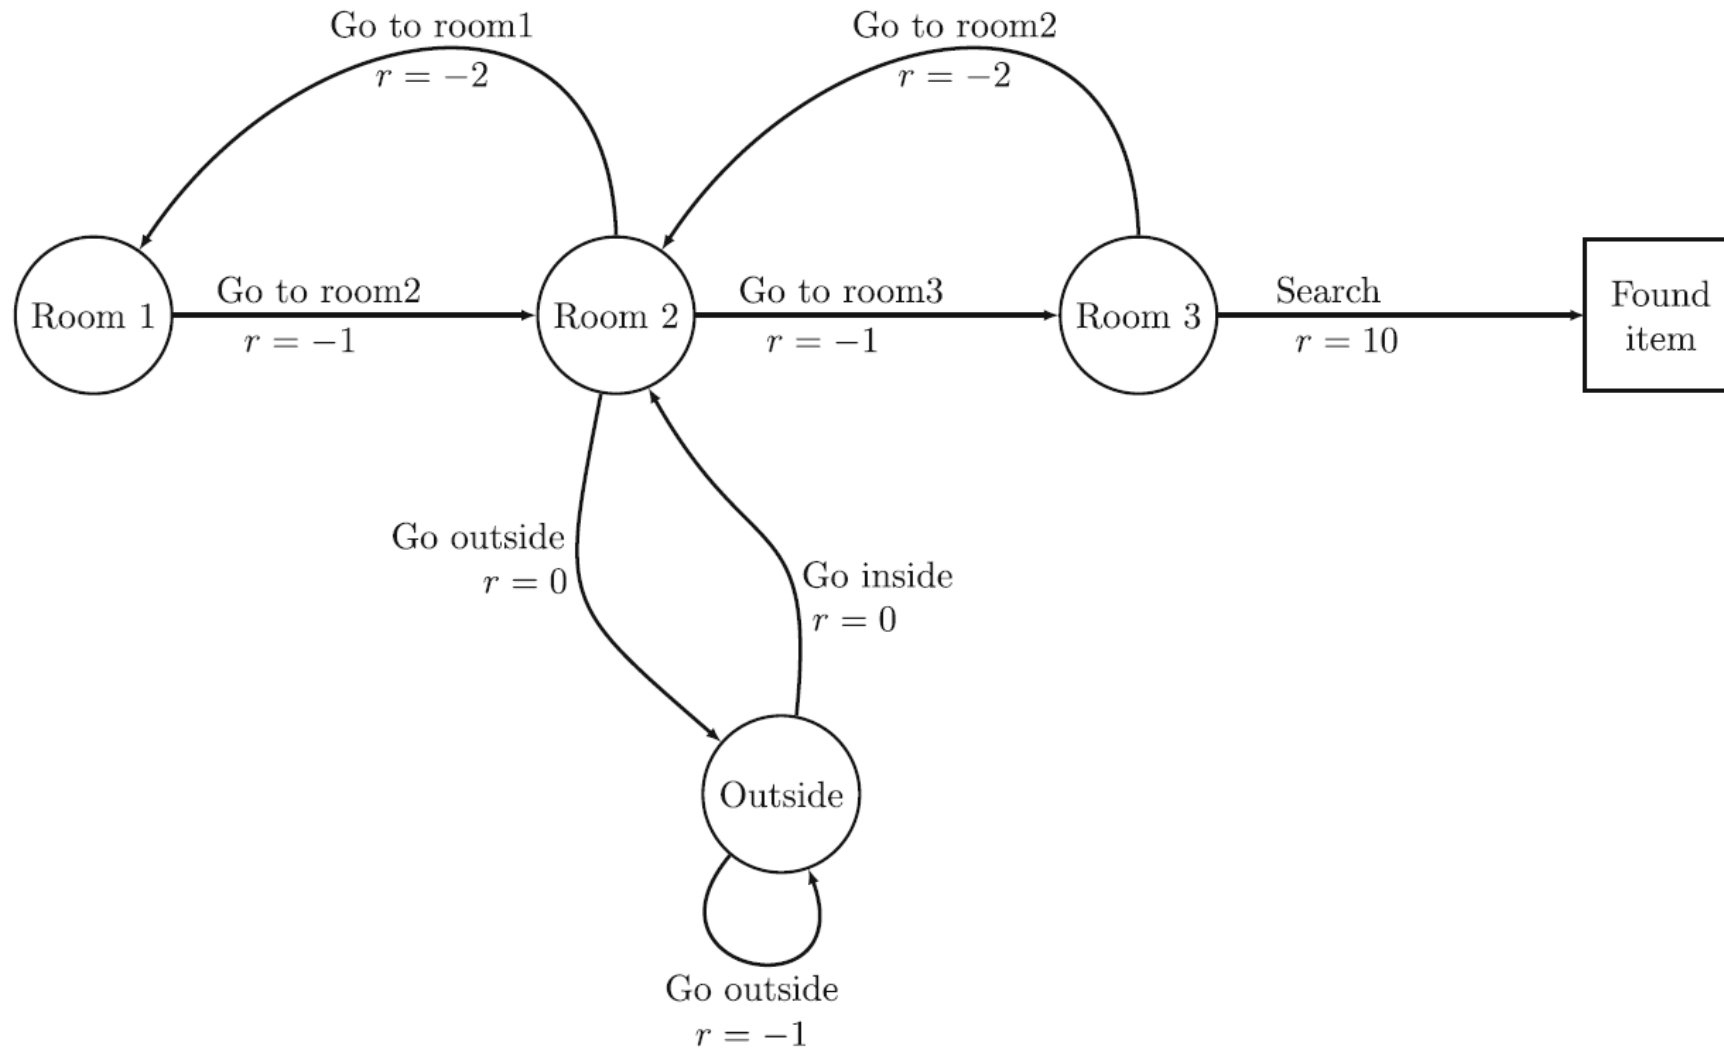 Go to room1
r = −2
Go to room2
r = −2
Room 1
Go to room2
r = −1
Room 2
Go to room3
r = −1
Room 3
Search
r = 10
Found
item
Go outside
r = 0
Go inside
r = 0
Outside
Go outside
r = −1